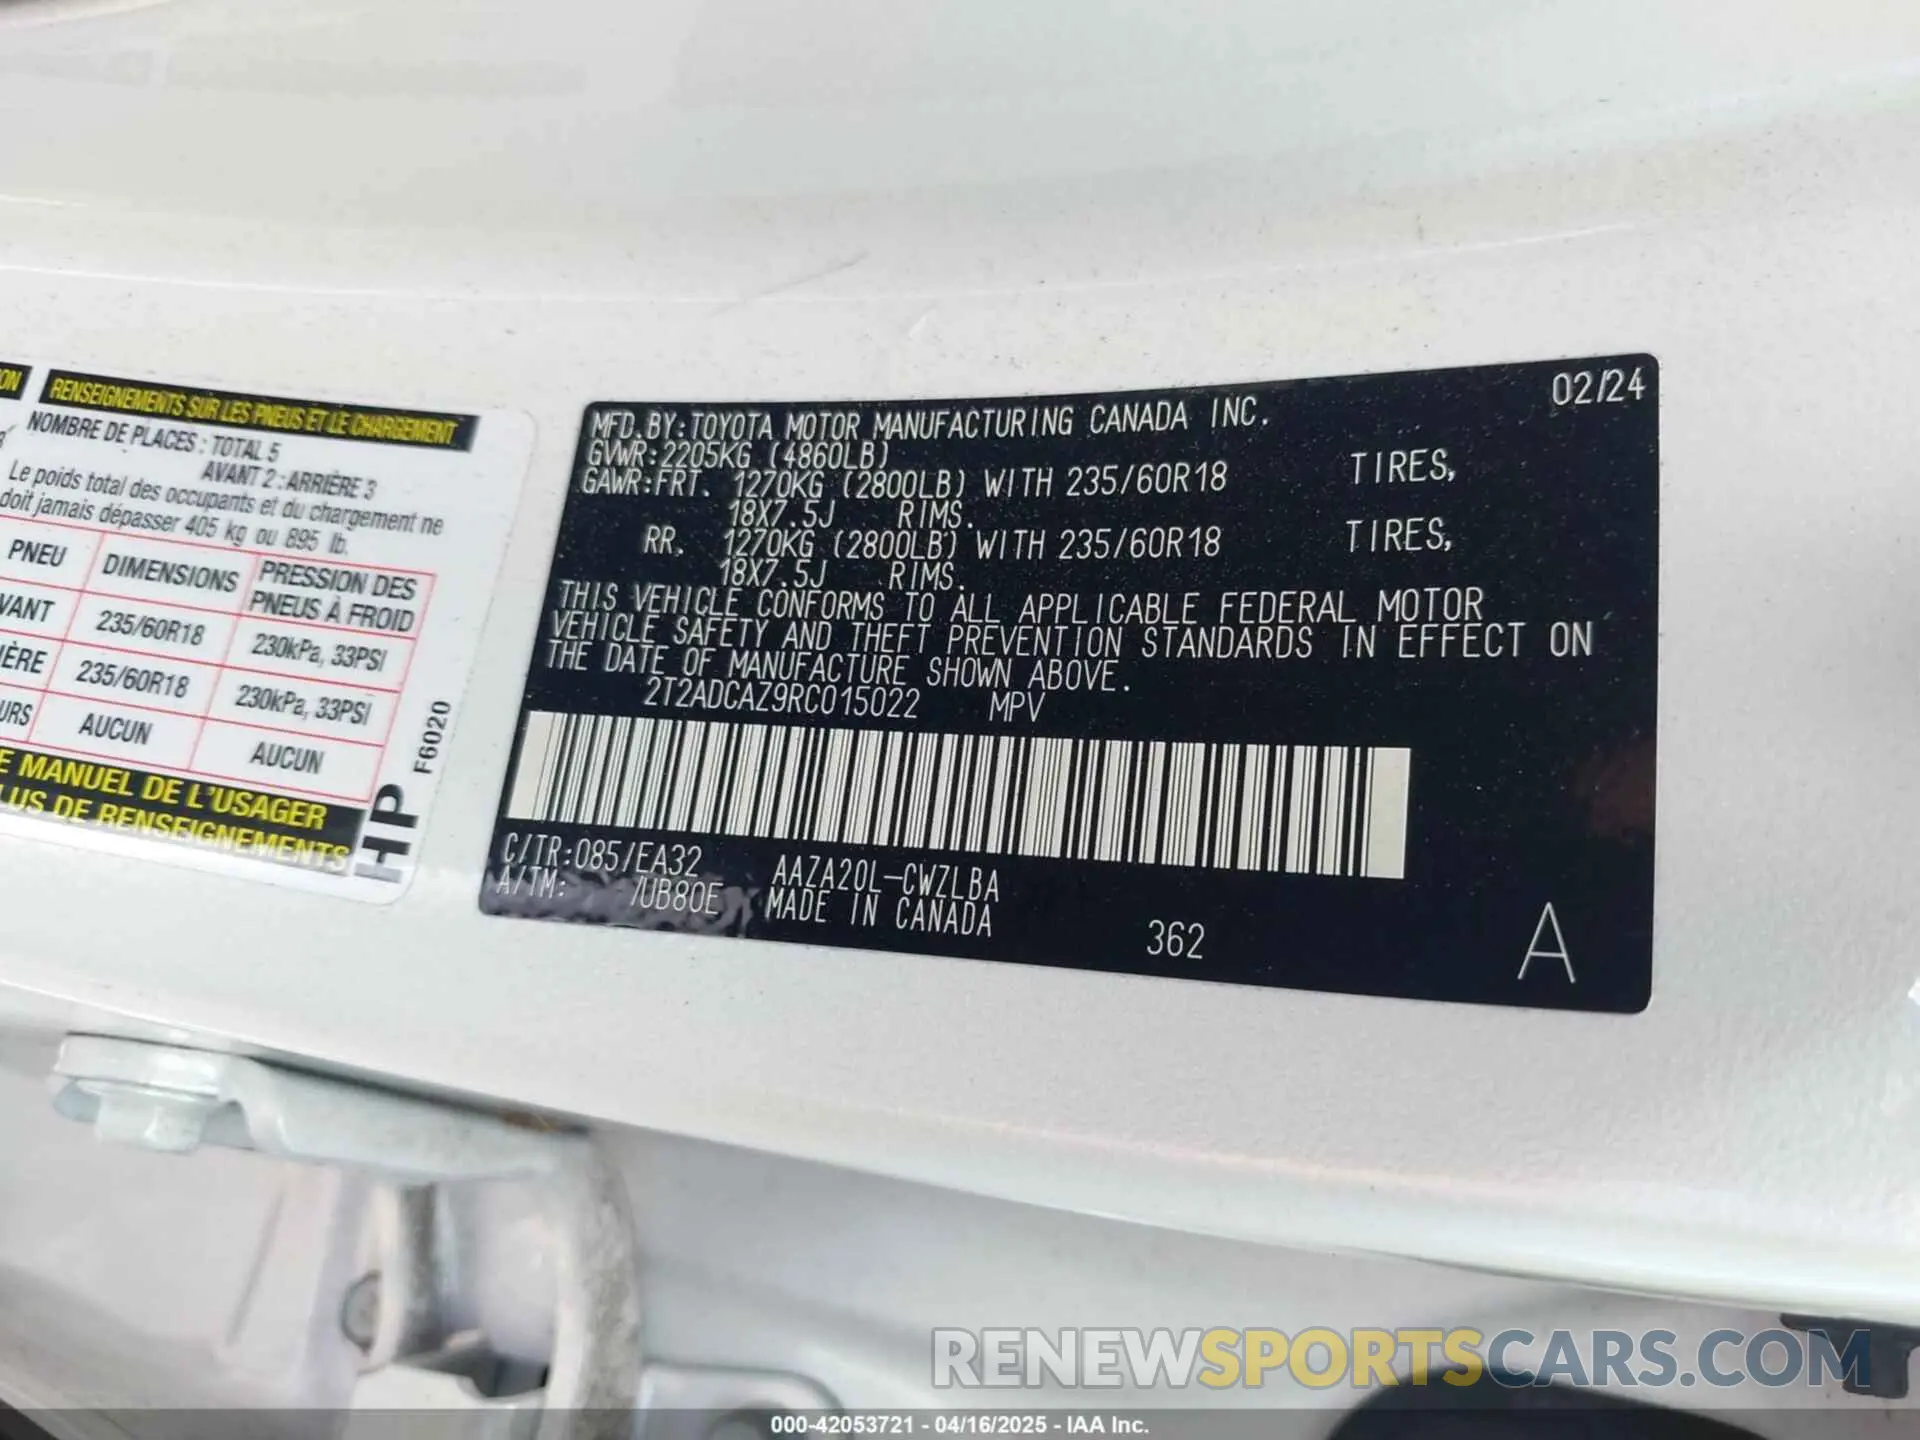 ON
RENSEIGNEMENTS SUR LES PNEUS ET LE CHARGEMENT
NOMBRE DE PLACES : TOTAL 5
AVANT 2 : ARRIÈRE 3
Le poids total des occupants et du chargement ne
doit jamais dépasser 405 kg ou 895 lb.
PNEU DIMENSIONS PRESSION DES PNEUS À FROID
VANT 235/60R18 230kPa, 33PSI
IÈRE 235/60R18 230kPa, 33PSI
URS AUCUN AUCUN
E MANUEL DE L'USAGER
LUS DE RENSEIGNEMENTS
HP
F6020
02/24
MFD.BY:TOYOTA MOTOR MANUFACTURING CANADA INC.
GVWR:2205KG (4860LB)
GAWR:FRT. 1270KG (2800LB) WITH 235/60R18 TIRES,
18X7.5J RIMS.
RR. 1270KG (2800LB) WITH 235/60R18 TIRES,
18X7.5J RIMS.
THIS VEHICLE CONFORMS TO ALL APPLICABLE FEDERAL MOTOR
VEHICLE SAFETY AND THEFT PREVENTION STANDARDS IN EFFECT ON
THE DATE OF MANUFACTURE SHOWN ABOVE.
2T2ADCAZ9RC015022 MPV
C/TR:085/EA32 AAZA20L-CWZLBA
A/TM: /UB80E MADE IN CANADA
362
A
RENEWSPORTSCARS.COM
000-42053721 - 04/16/2025 - IAA Inc.